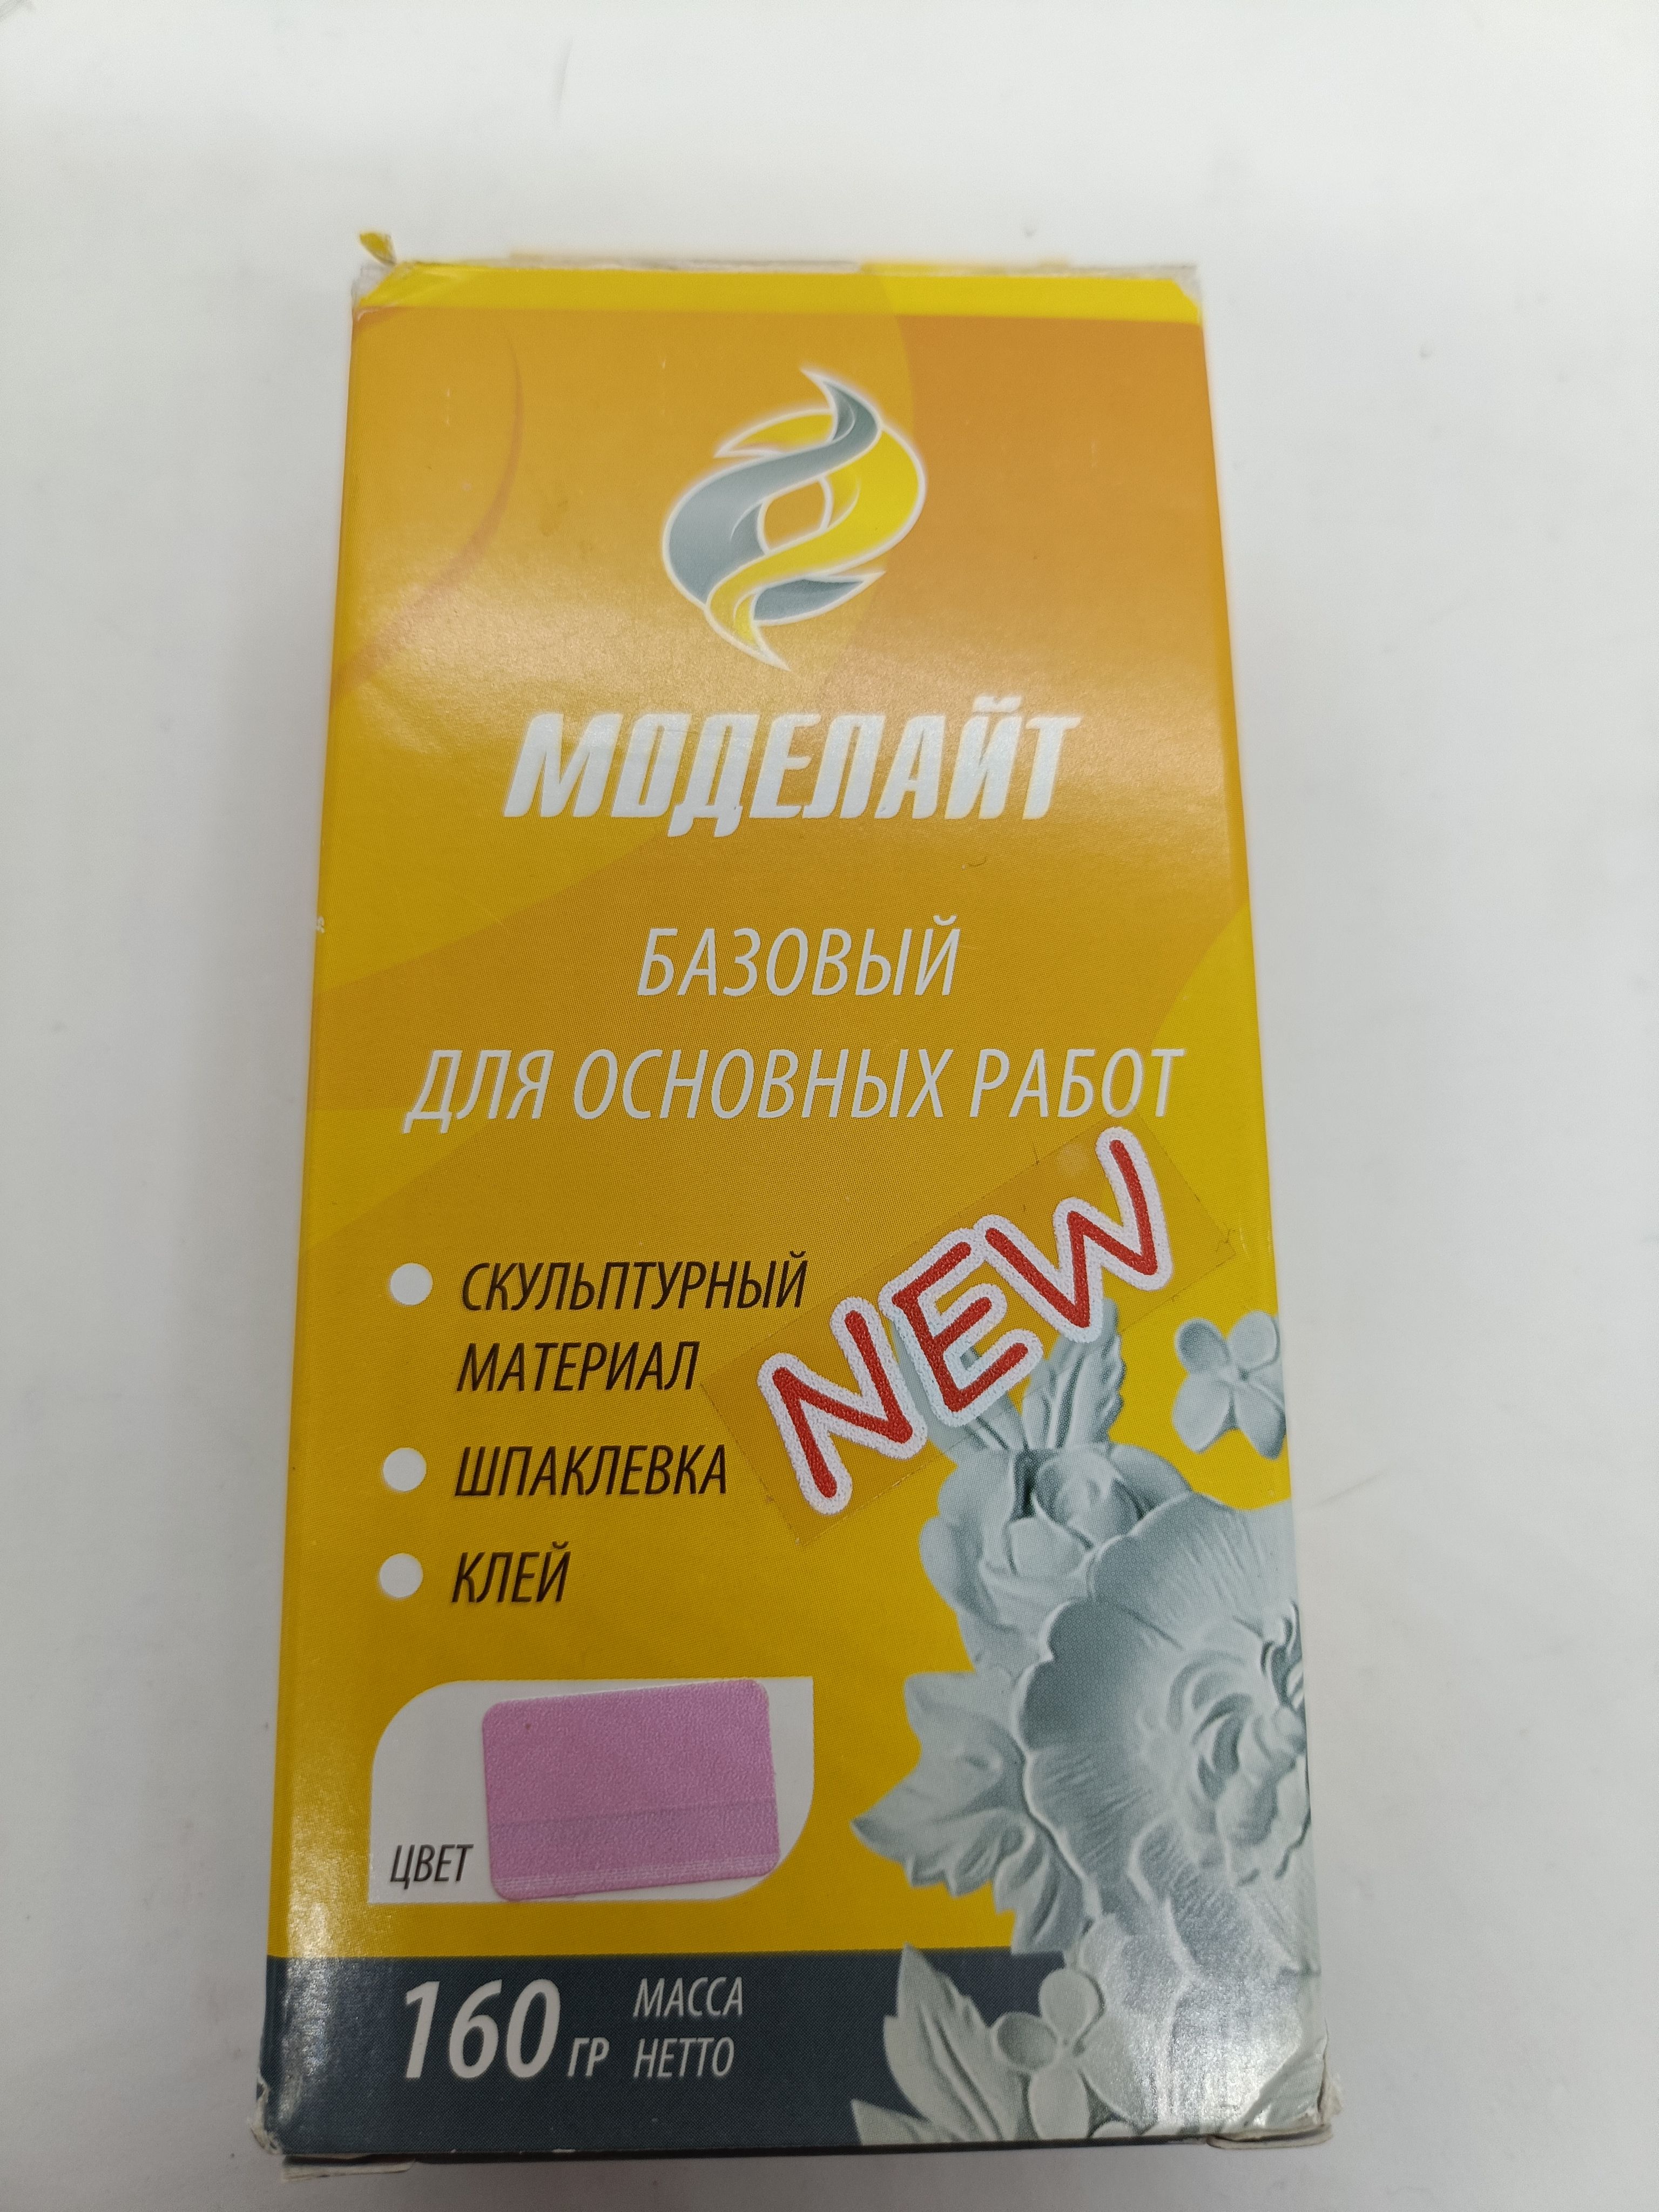 МОДЕЛАЙТ
БАЗОВЫЙ
ДЛЯ ОСНОВНЫХ РАБОТ
NEW
СКУЛЬПТУРНЫЙ
МАТЕРИАЛ
ШПАКЛЕВКА
КЛЕЙ
ЦВЕТ
160 ГР МАССА
НЕТТО